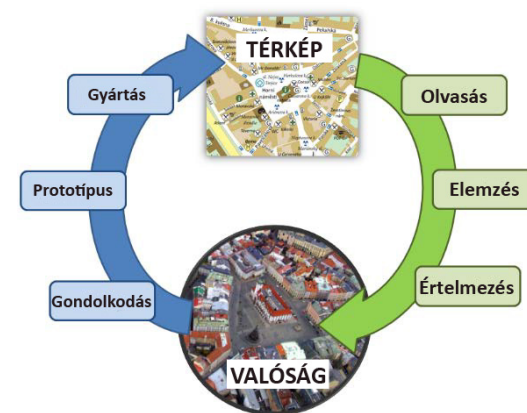 TÉRKÉP
Gyártás
Prototípus
Gondolkodás
Olvasás
Elemzés
Értelmezés
VALÓSÁG